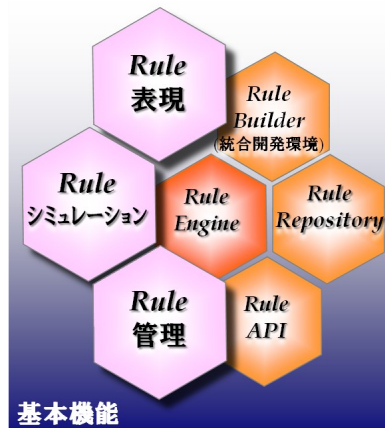 Rule
表現
Rule
Builder
(統合開発環境)
Rule
シミュレーション
Rule
Engine
Rule
Repository
Rule
管理
Rule
API
基本機能